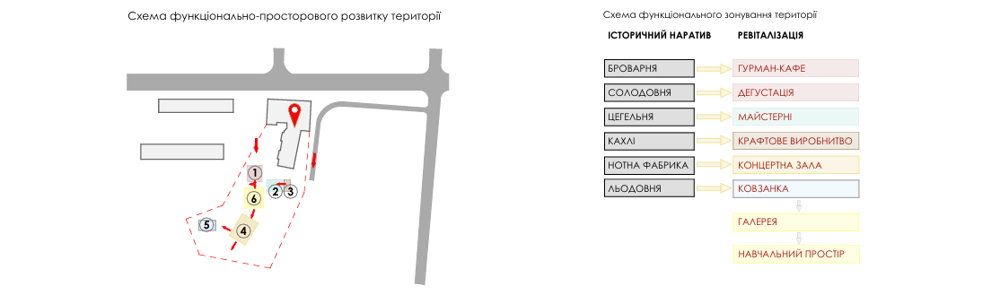 Схема функціонально-просторового розвитку території
1
2
3
6
5
4
Схема функціонального зонування території
ІСТОРИЧНИЙ НАРАТИВ РЕВІТАЛІЗАЦІЯ
БРОВАРНЯ ГУРМАН-КАФЕ
СОЛОДОВНЯ ДЕГУСТАЦІЯ
ЦЕГЕЛЬНЯ МАЙСТЕРНІ
КАХЛІ КРАФТОВЕ ВИРОБНИТВО
НОТНА ФАБРИКА КОНЦЕРТНА ЗАЛА
ЛЬОДОВНЯ КОВЗАНКА
ГАЛЕРЕЯ
НАВЧАЛЬНИЙ ПРОСТІР